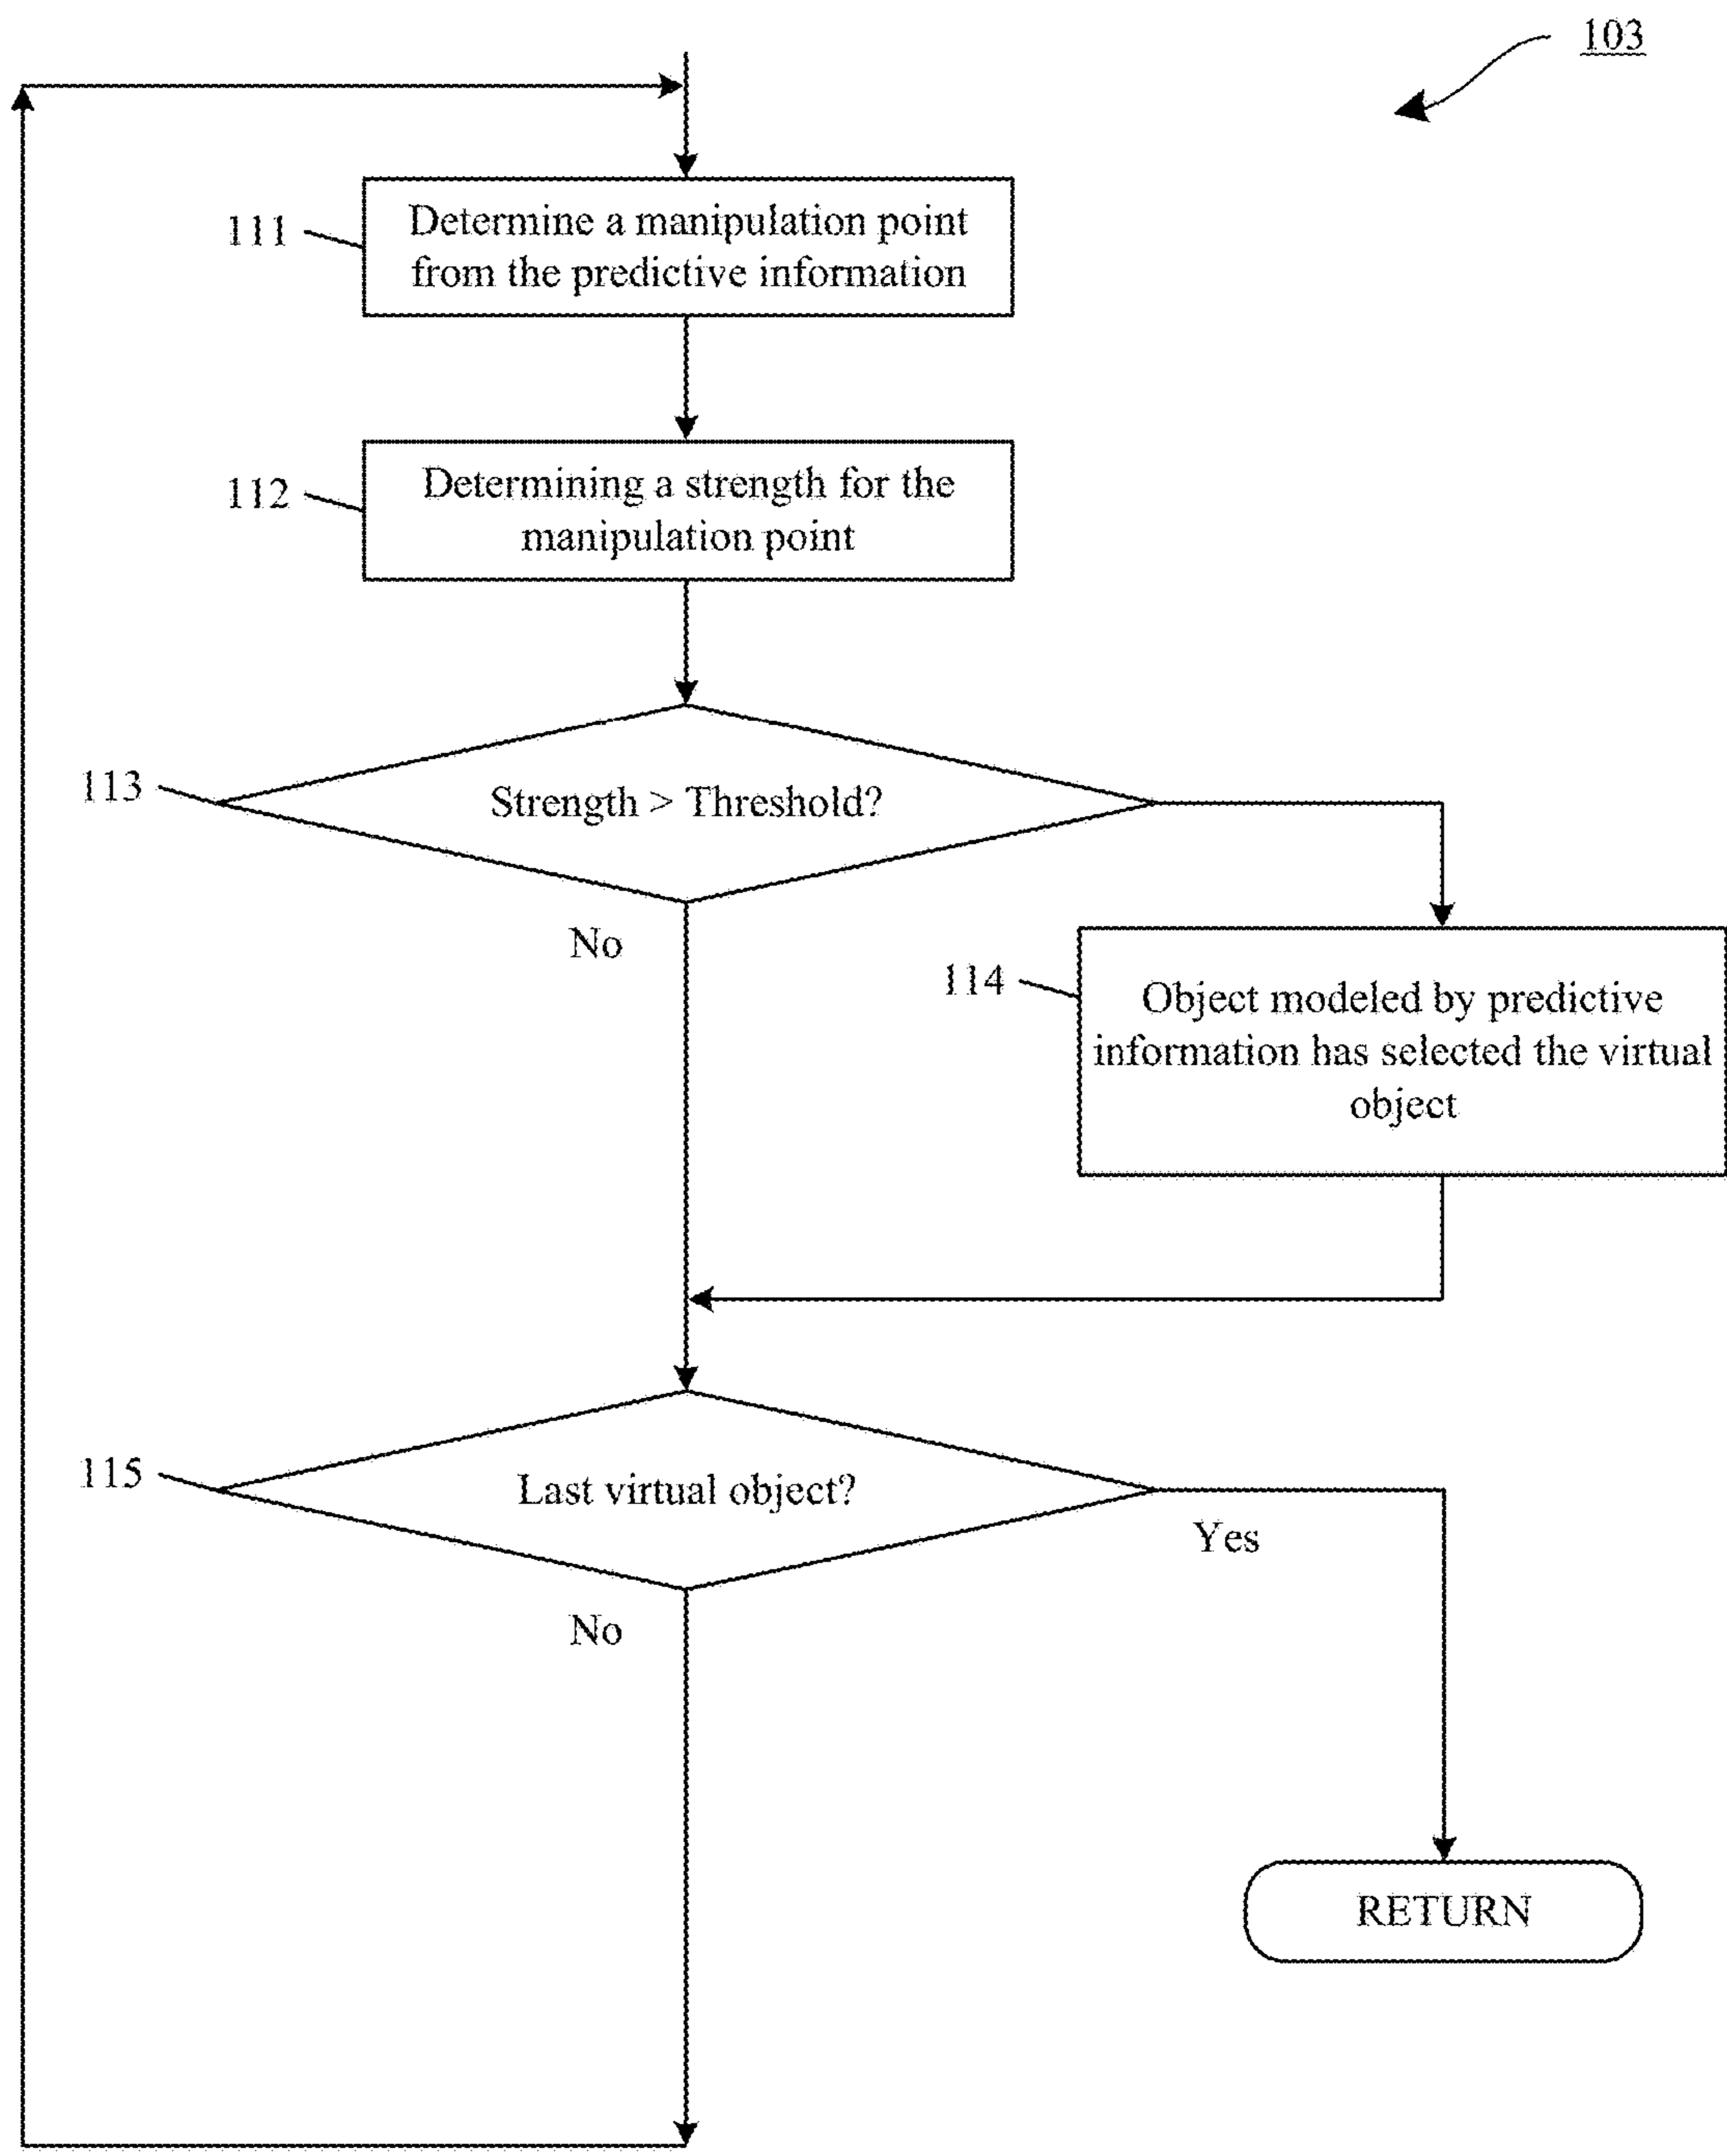 103
111
Determine a manipulation point
from the predictive information
112
Determining a strength for the
manipulation point
113
Strength > Threshold?
No
114
Object modeled by predictive
information has selected the virtual
object
115
Last virtual object?
Yes
No
RETURN